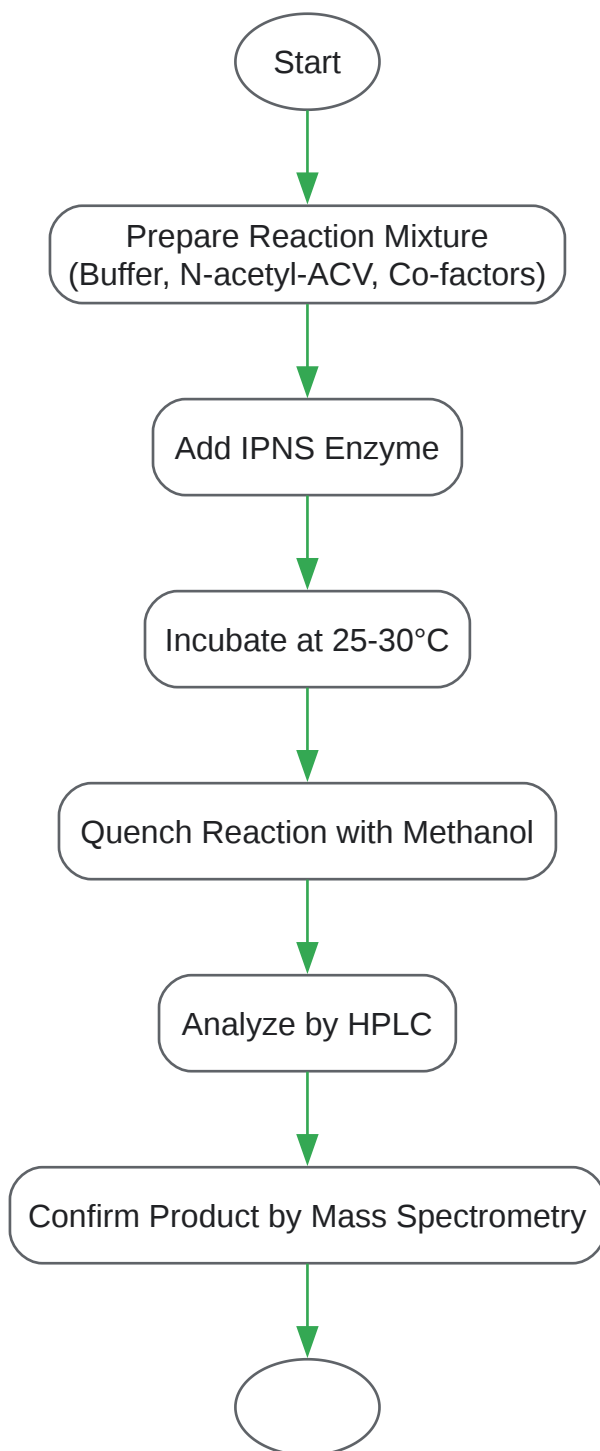 Start
Prepare Reaction Mixture
(Buffer, N-acetyl-ACV, Co-factors)
Add IPNS Enzyme
Incubate at 25-30°C
Quench Reaction with Methanol
Analyze by HPLC
Confirm Product by Mass Spectrometry